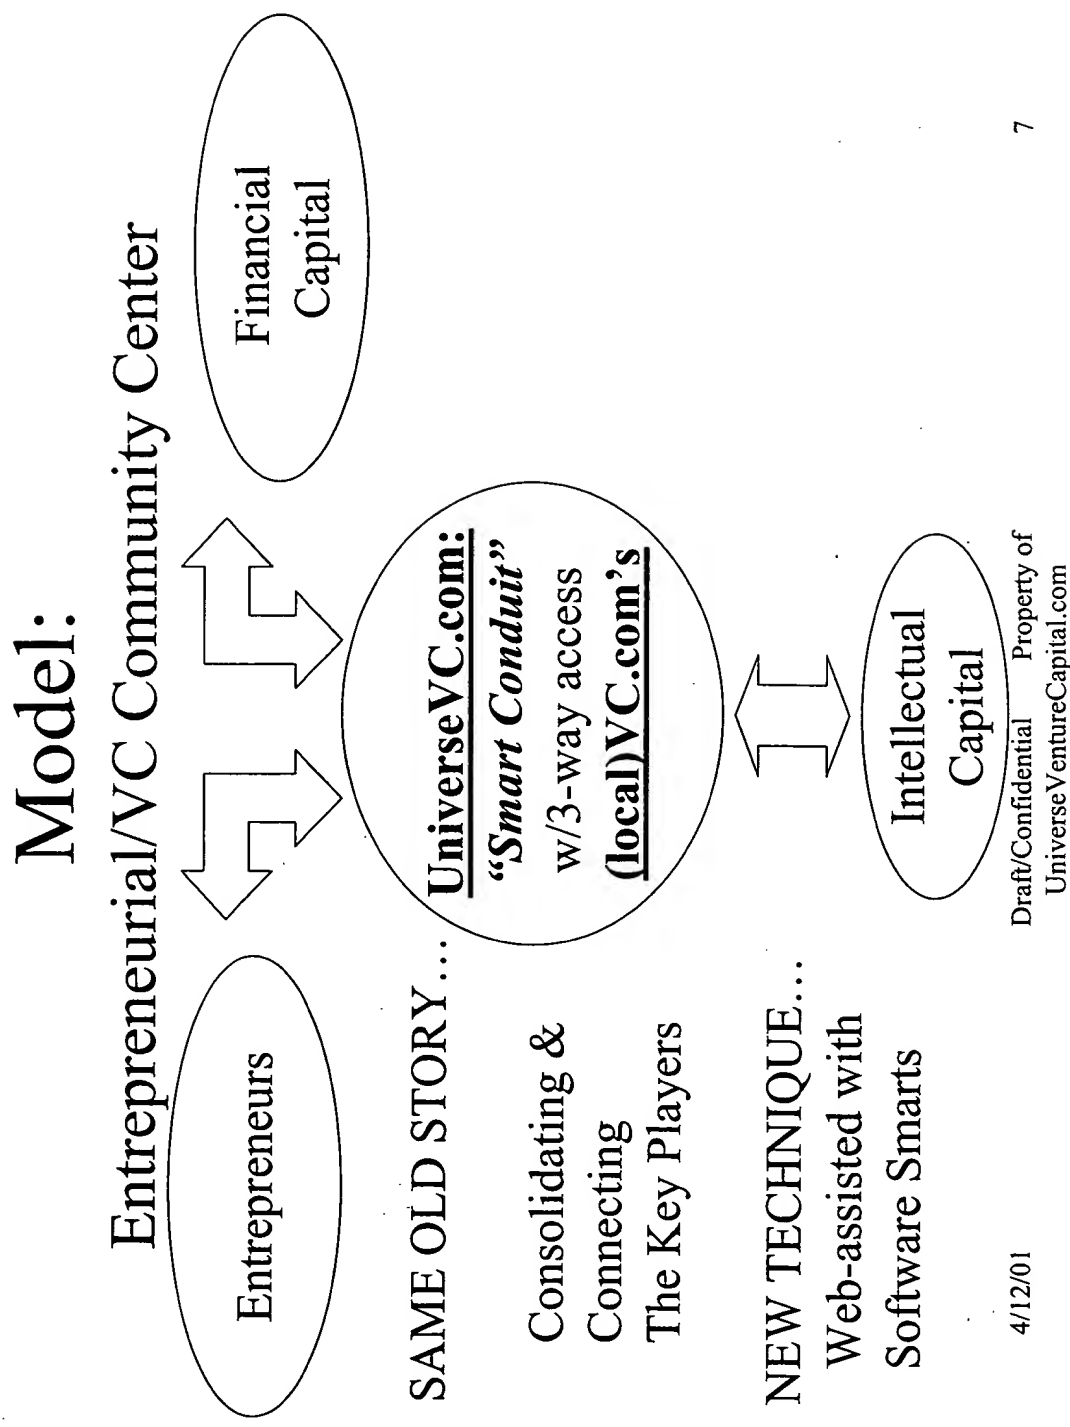 Model:
Entrepreneurial/VC Community Center
Entrepreneurs
Financial
Capital
UniverseVC.com:
“Smart Conduit”
w/3-way access
(local)VC.com’s
SAME OLD STORY…
Consolidating &
Connecting
The Key Players
NEW TECHNIQUE…
Web-assisted with
Software Smarts
Intellectual
Capital
4/12/01
Draft/Confidential Property of
UniverseVentureCapital.com
7